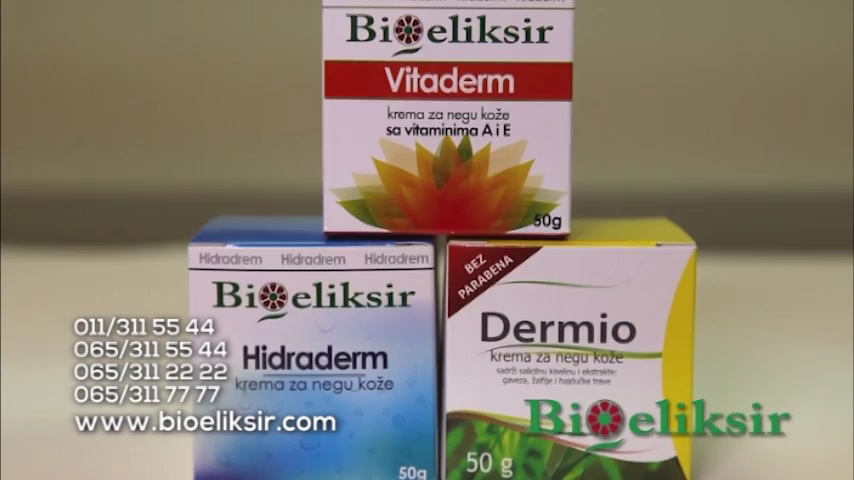 Bioeliksir
Vitaderm
krema za negu kože
sa vitaminima A i E
50g
Hidradrem Hidradrem Hidradrem
Bioeliksir
Hidraderm
krema za negu kože
50g
BEZ
PARABENA
Dermio
krema za negu kože
sadrži salicilnu kiselinu i ekstrakte:
gaveza, žalfije i hajdučke trave
50 g
011/311 55 44
065/311 55 44
065/311 22 22
065/311 77 77
www.bioeliksir.com
Bioeliksir